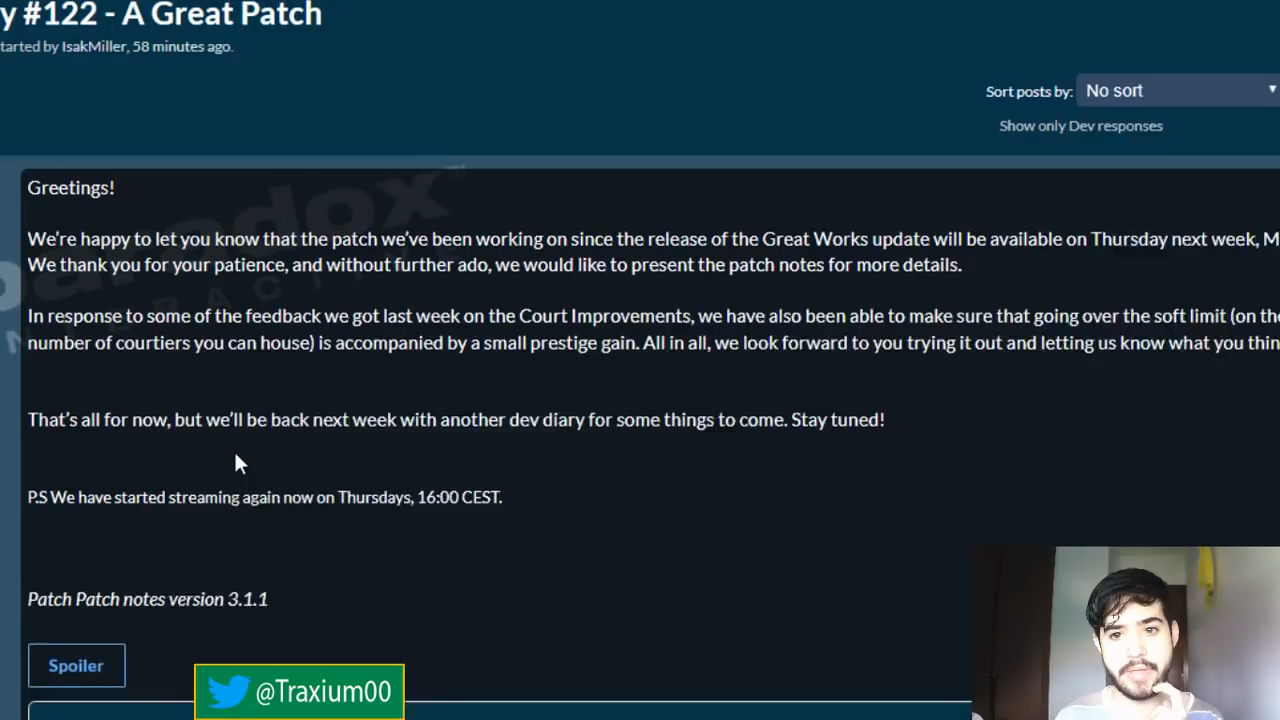 y #122 - A Great Patch
tarted by IsakMiller, 58 minutes ago.
Sort posts by: No sort
Show only Dev responses
paradox
INTERACTIVE
Greetings!
We're happy to let you know that the patch we've been working on since the release of the Great Works update will be available on Thursday next week, M
We thank you for your patience, and without further ado, we would like to present the patch notes for more details.
In response to some of the feedback we got last week on the Court Improvements, we have also been able to make sure that going over the soft limit (on the
number of courtiers you can house) is accompanied by a small prestige gain. All in all, we look forward to you trying it out and letting us know what you thin
That's all for now, but we'll be back next week with another dev diary for some things to come. Stay tuned!
P.S We have started streaming again now on Thursdays, 16:00 CEST.
Patch Patch notes version 3.1.1
Spoiler
@Traxium00